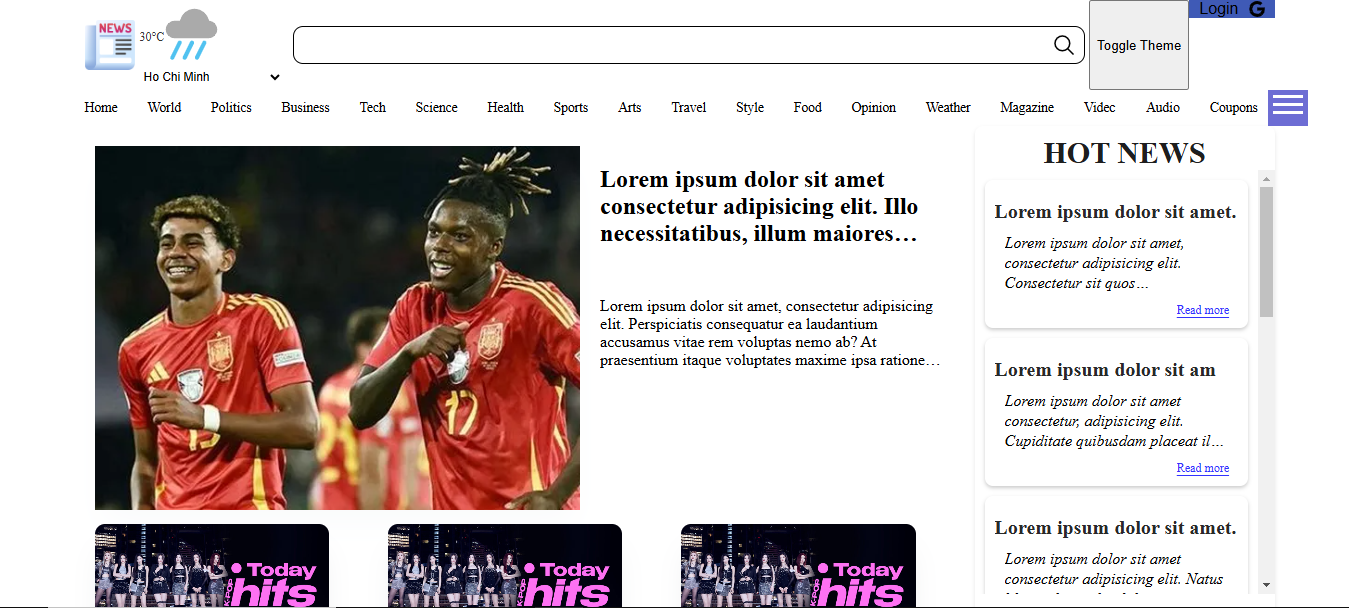 NEWS
30°C
Ho Chi Minh
Toggle Theme
Login G
Home World Politics Business Tech Science Health Sports Arts Travel Style Food Opinion Weather Magazine Videc Audio Coupons
Lorem ipsum dolor sit amet
consectetur adipisicing elit. Illo
necessitatibus, illum maiores…
Lorem ipsum dolor sit amet, consectetur adipisicing
elit. Perspiciatis consequatur ea laudantium
accusamus vitae rem voluptas nemo ab? At
praesentium itaque voluptates maxime ipsa ratione…
17
15
Today
K-POP hits
Today
K-POP hits
Today
K-POP hits
HOT NEWS
Lorem ipsum dolor sit amet.
Lorem ipsum dolor sit amet,
consectetur adipisicing elit.
Consectetur sit quos…
Read more
Lorem ipsum dolor sit am
Lorem ipsum dolor sit amet
consectetur, adipisicing elit.
Cupiditate quibusdam placeat il…
Read more
Lorem ipsum dolor sit amet.
Lorem ipsum dolor sit amet
consectetur adipisicing elit. Natus